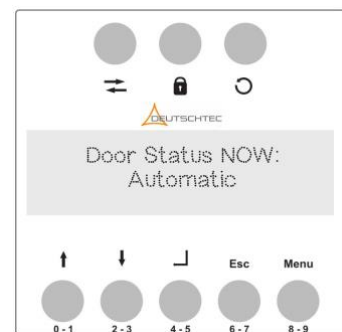 DEUTSCHTEC
Door Status NOW:
Automatic
Esc Menu
0 - 1 2 - 3 4 - 5 6 - 7 8 - 9